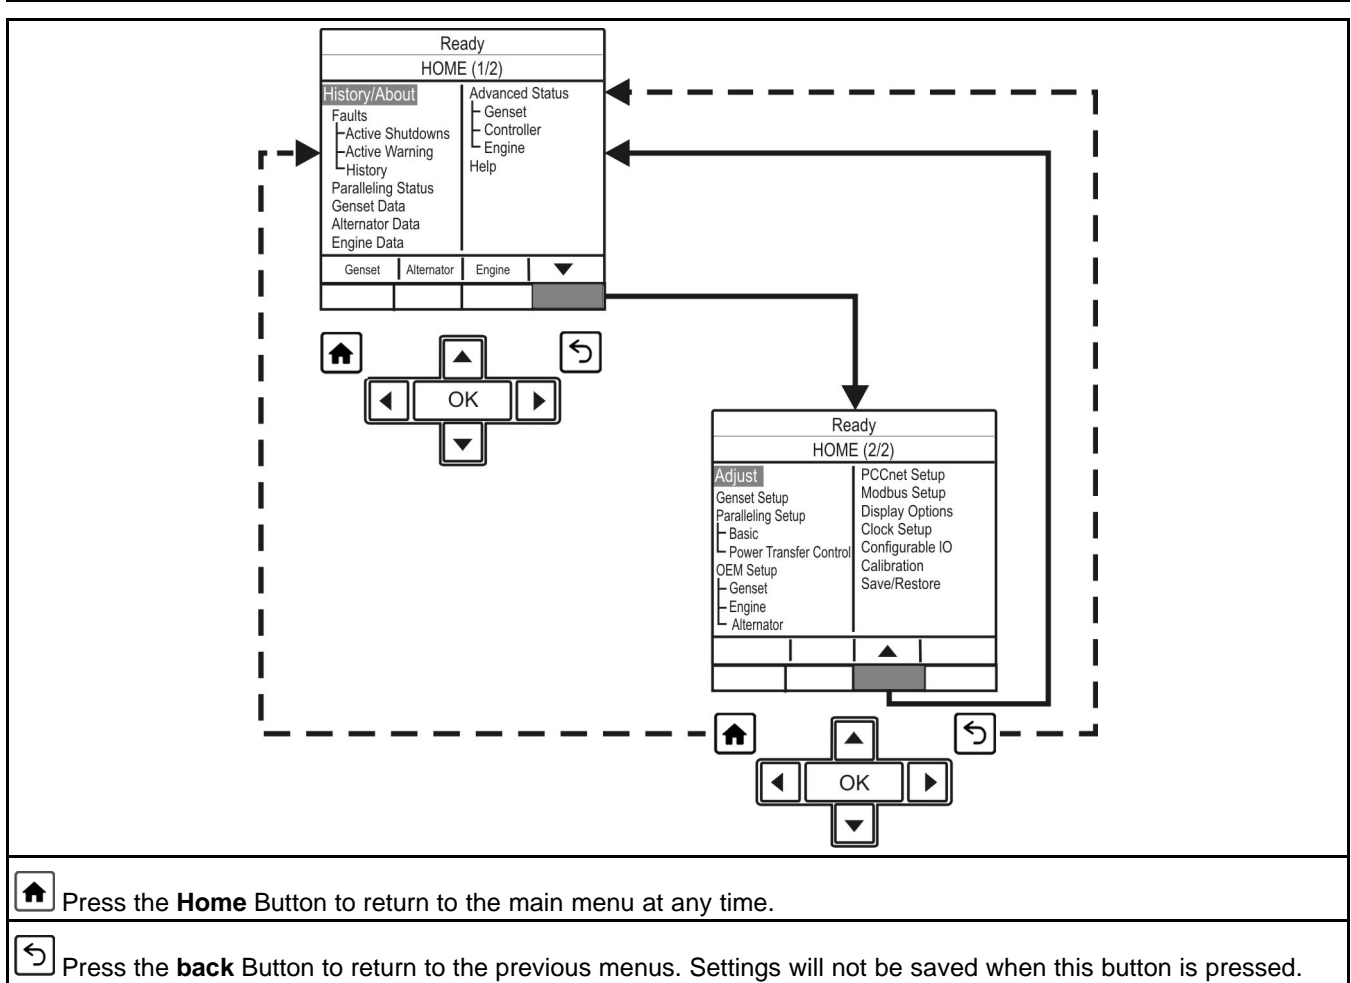 Ready
HOME (1/2)
History/About
Faults
Active Shutdowns
Active Warning
History
Paralleling Status
Genset Data
Alternator Data
Engine Data
Advanced Status
Genset
Controller
Engine
Help
Genset Alternator Engine
OK
Ready
HOME (2/2)
Adjust
Genset Setup
Paralleling Setup
Basic
Power Transfer Control
OEM Setup
Genset
Engine
Alternator
PCCnet Setup
Modbus Setup
Display Options
Clock Setup
Configurable IO
Calibration
Save/Restore
OK
Press the Home Button to return to the main menu at any time.
Press the back Button to return to the previous menus. Settings will not be saved when this button is pressed.